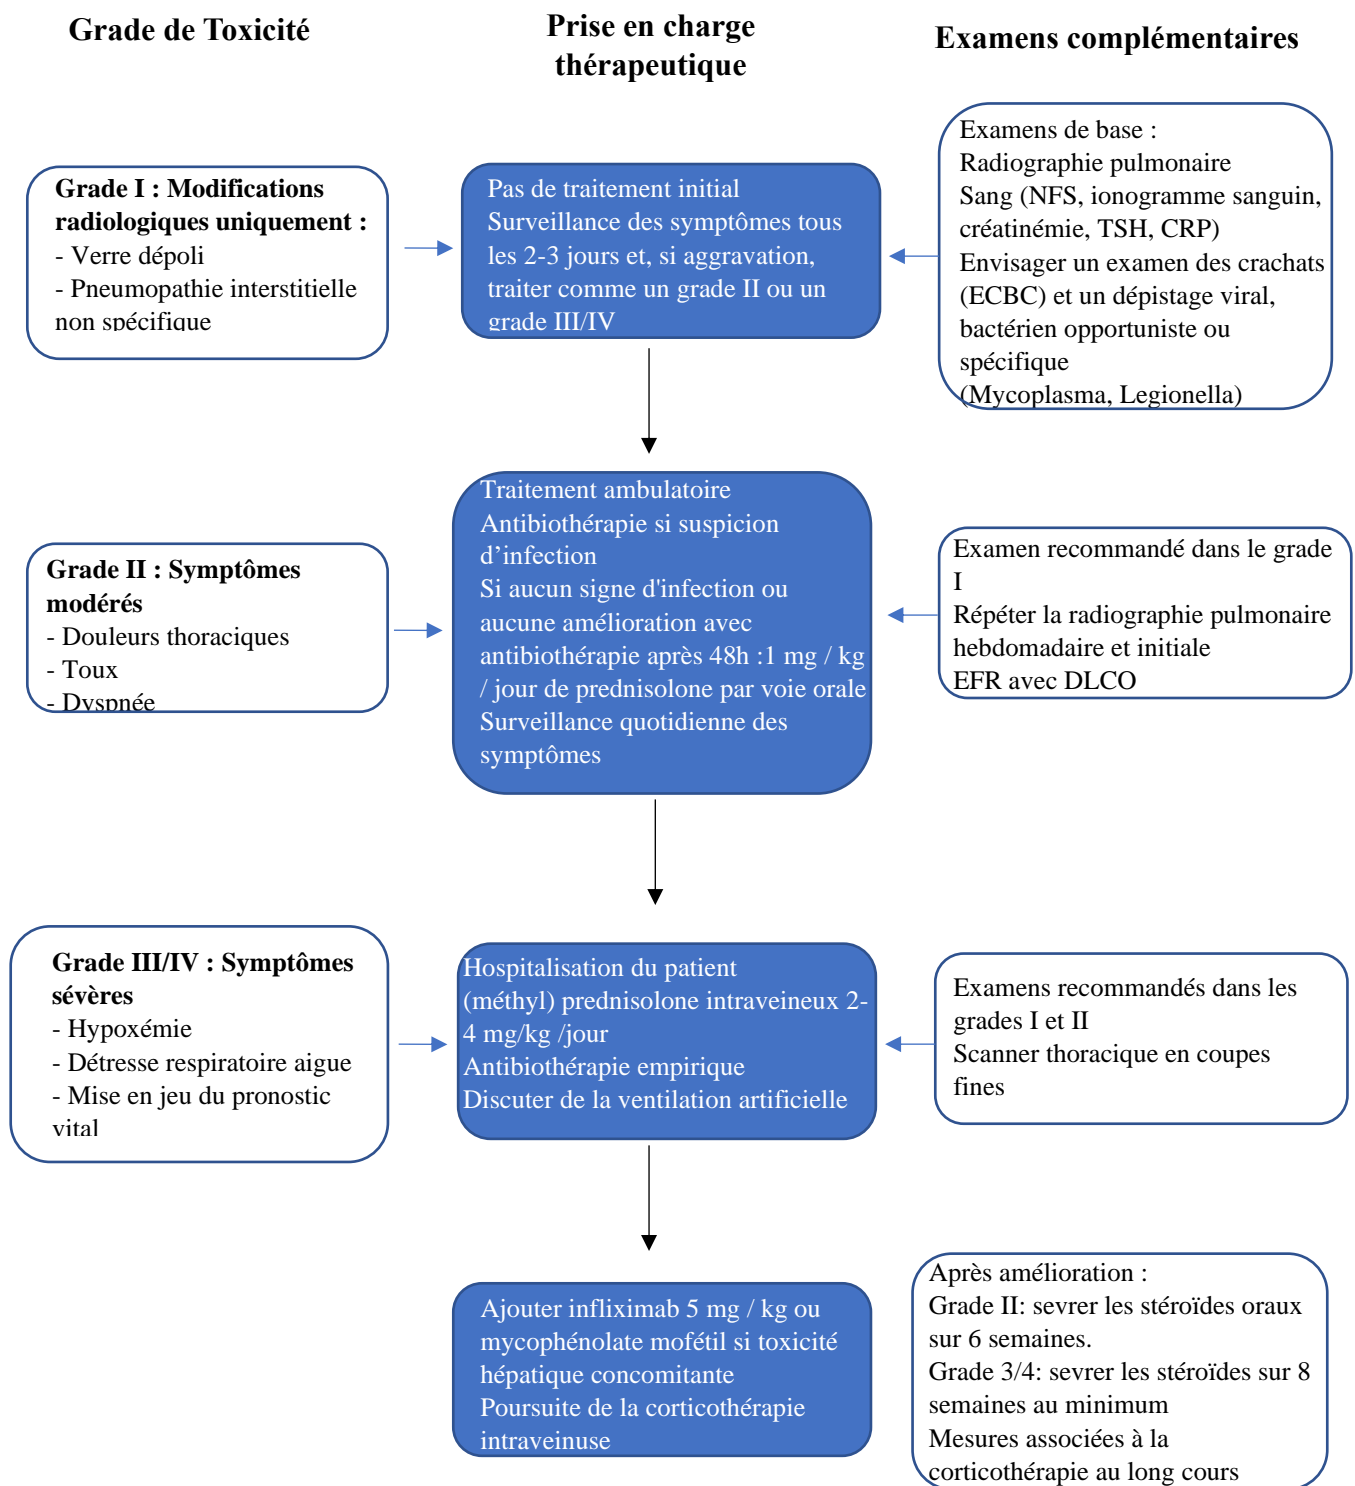 Grade de Toxicité
Prise en charge
thérapeutique
Examens complémentaires
Grade I : Modifications
radiologiques uniquement :
- Verre dépoli
- Pneumopathie interstitielle
non spécifique
Pas de traitement initial
Surveillance des symptômes tous
les 2-3 jours et, si aggravation,
traiter comme un grade II ou un
grade III/IV
Examens de base :
Radiographie pulmonaire
Sang (NFS, ionogramme sanguin,
créatinémie, TSH, CRP)
Envisager un examen des crachats
(ECBC) et un dépistage viral,
bactérien opportuniste ou
spécifique
(Mycoplasma, Legionella)
Grade II : Symptômes
modérés
- Douleurs thoraciques
- Toux
- Dyspnée
Traitement ambulatoire
Antibiothérapie si suspicion
d’infection
Si aucun signe d'infection ou
aucune amélioration avec
antibiothérapie après 48h :1 mg / kg
/ jour de prednisolone par voie orale
Surveillance quotidienne des
symptômes
Examen recommandé dans le grade
I
Répéter la radiographie pulmonaire
hebdomadaire et initiale
EFR avec DLCO
Grade III/IV : Symptômes
sévères
- Hypoxémie
- Détresse respiratoire aigue
- Mise en jeu du pronostic
vital
Hospitalisation du patient
(méthyl) prednisolone intraveineux 2-
4 mg/kg /jour
Antibiothérapie empirique
Discuter de la ventilation artificielle
Examens recommandés dans les
grades I et II
Scanner thoracique en coupes
fines
Ajouter infliximab 5 mg / kg ou
mycophénolate mofétil si toxicité
hépatique concomitante
Poursuite de la corticothérapie
intraveinuse
Après amélioration :
Grade II: sevrer les stéroïdes oraux
sur 6 semaines.
Grade 3/4: sevrer les stéroïdes sur 8
semaines au minimum
Mesures associées à la
corticothérapie au long cours